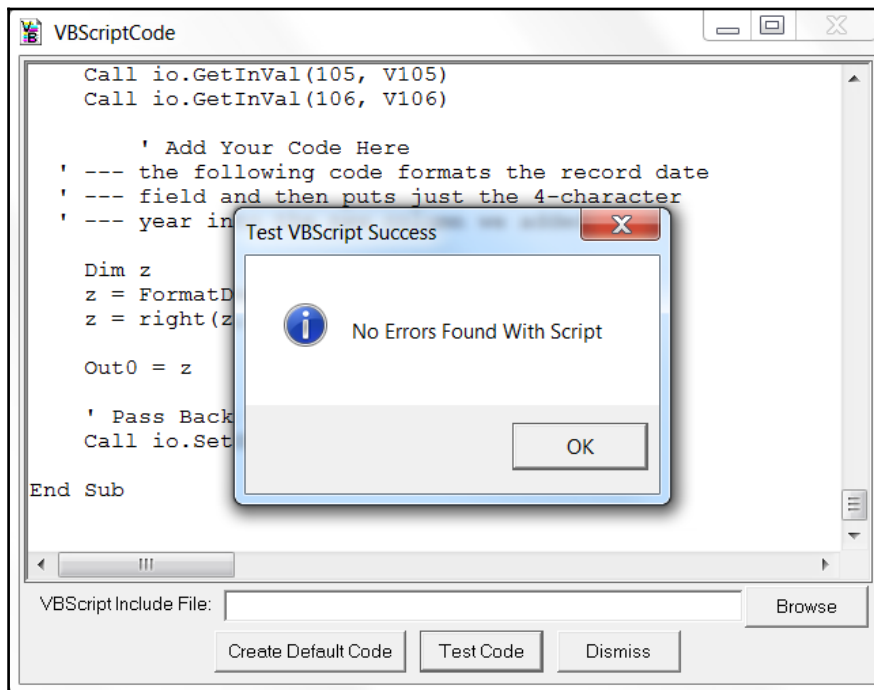 VBScriptCode
Call io.GetInVal(105, V105)
Call io.GetInVal(106, V106)
' Add Your Code Here
' --- the following code formats the record date
' --- field and then puts just the 4-character
' --- year in
Test VBScript Success
Dim z
z = FormatD
z = right(z
No Errors Found With Script
Out0 = z
' Pass Back
Call io.Set
OK
End Sub
VBScript Include File:
Browse
Create Default Code Test Code Dismiss